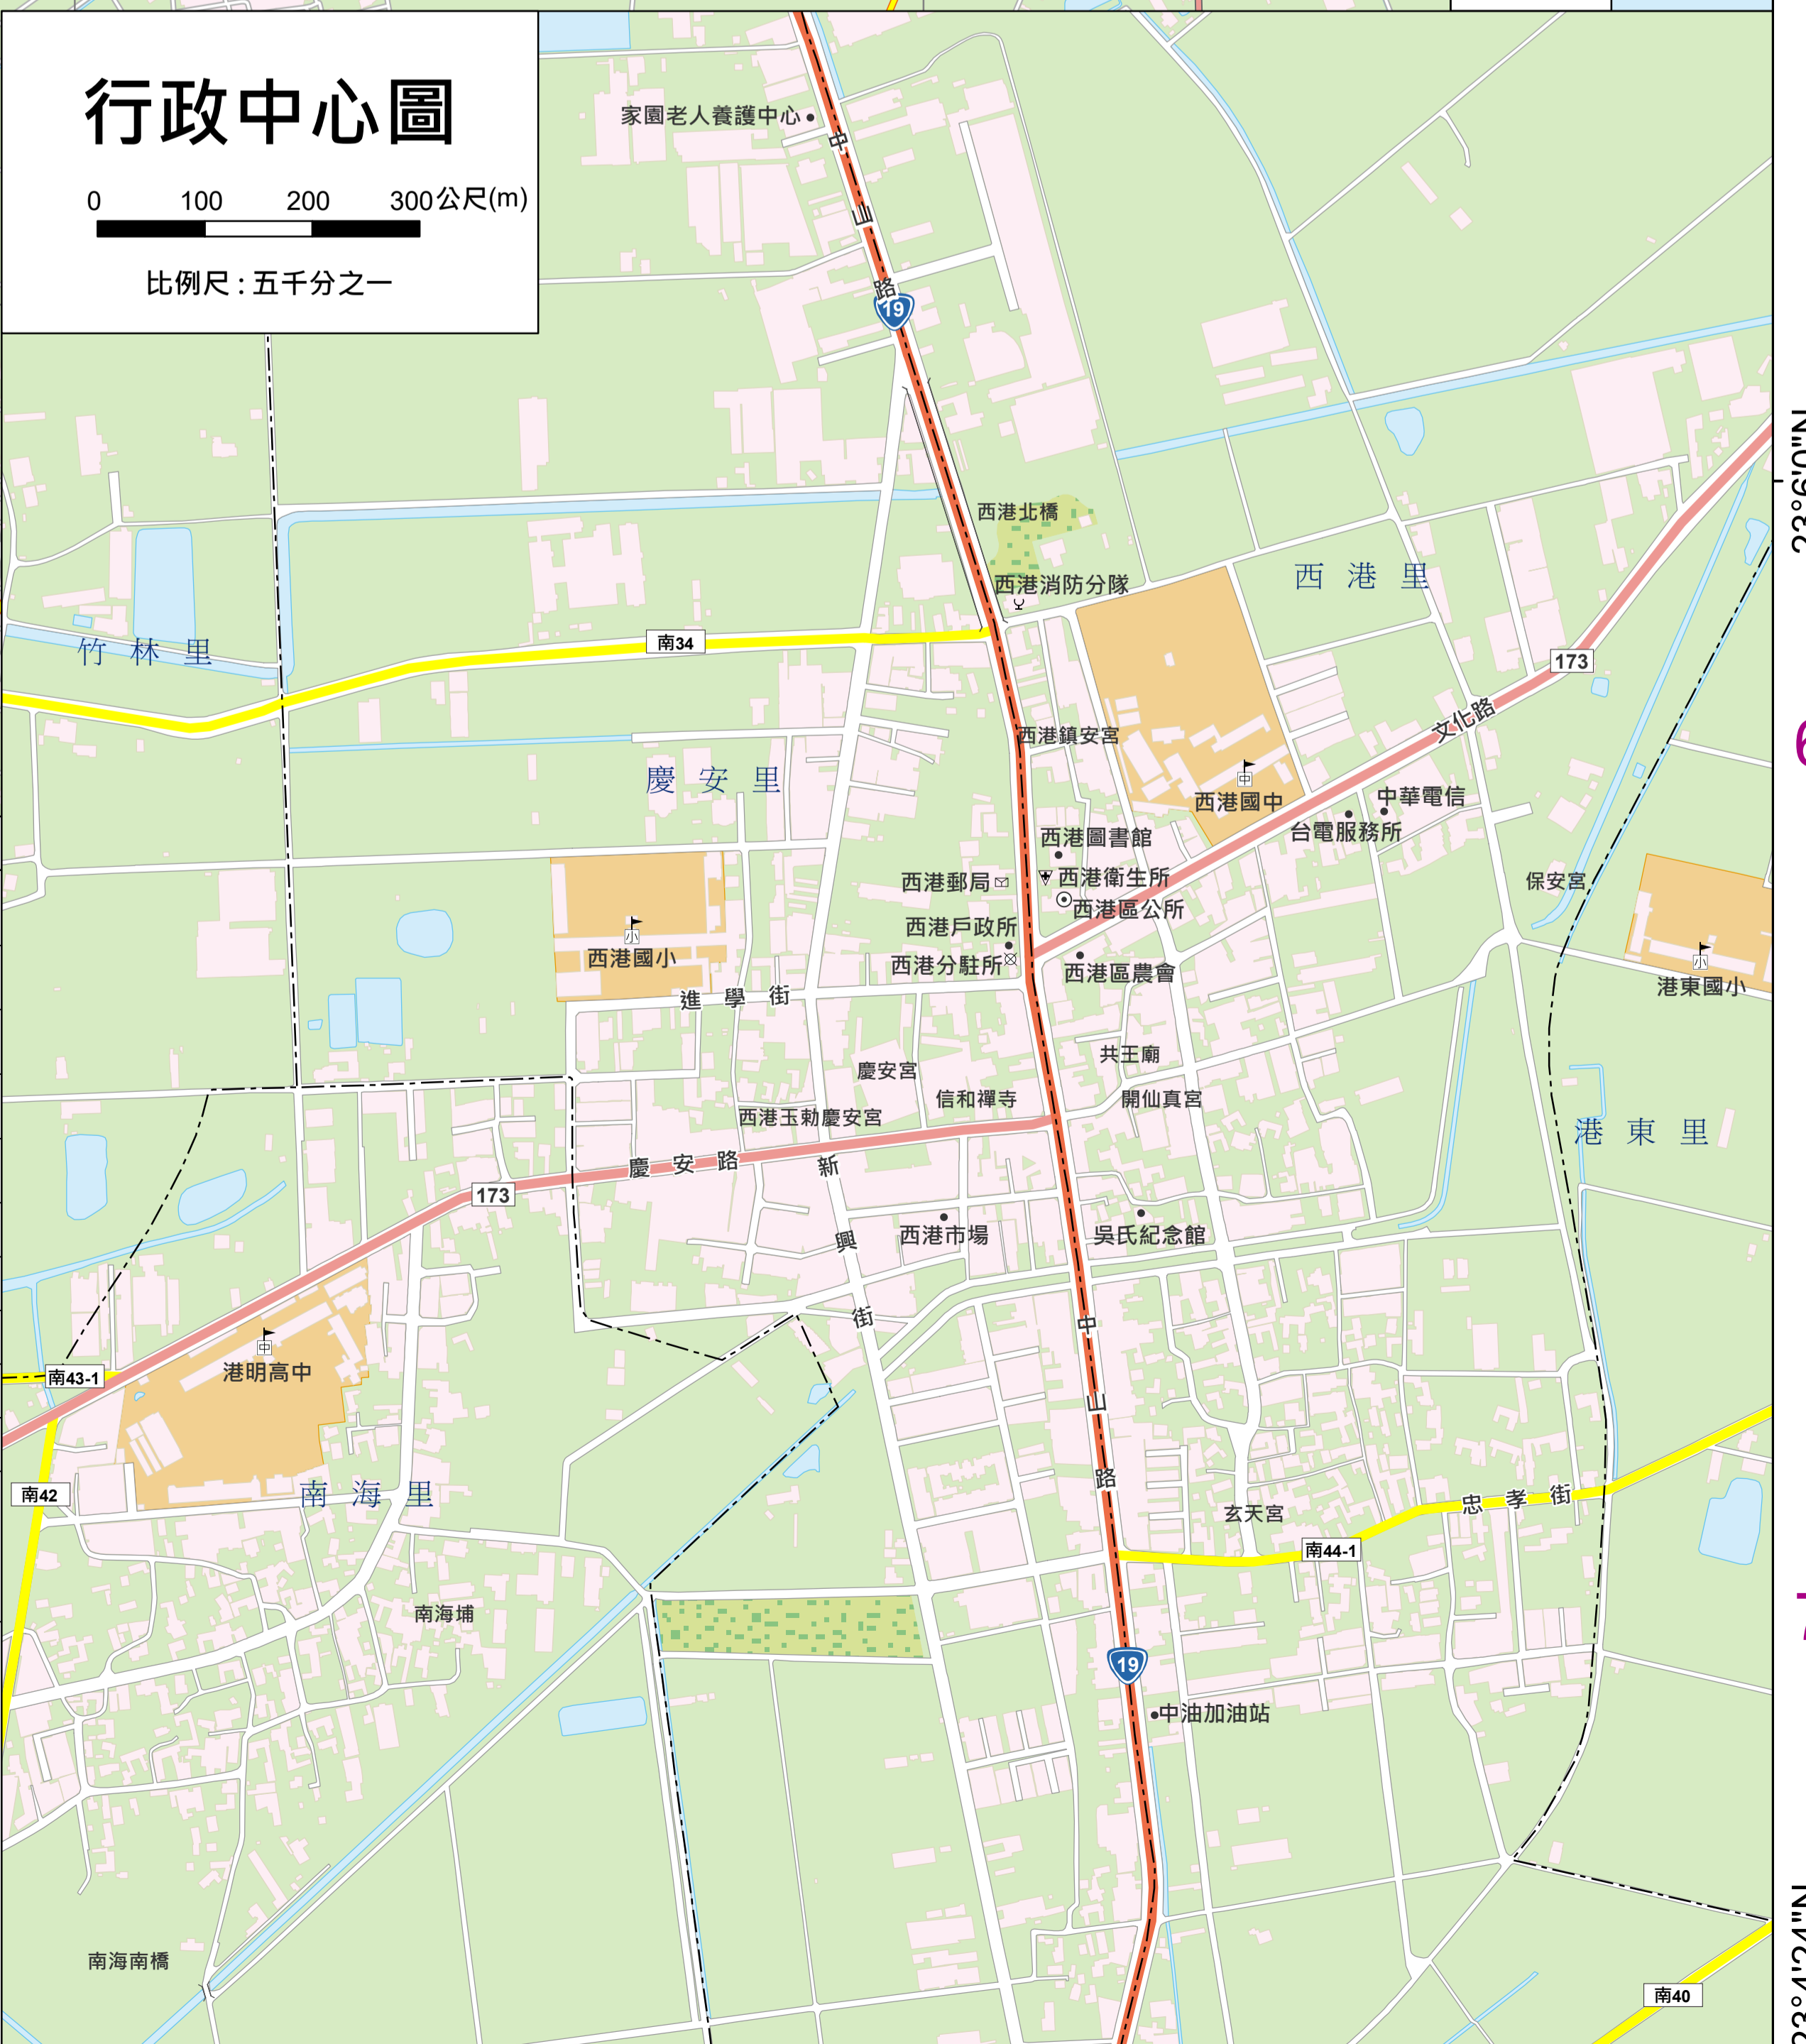 行政中心圖
0 100 200 300公尺(m)
比例尺：五千分之一
家園老人養護中心
中
山
路
19
23°6'0"N
西港北橋
西港消防分隊
西港里
南34
竹林里
173
文化路
西港鎮安宮
慶安里
西港國中
中華電信
台電服務所
西港圖書館
西港郵局
西港衛生所
保安宮
西港區公所
西港戶政所
西港國小
西港分駐所
西港區農會
港東國小
進學街
共王廟
慶安宮
信和禪寺
開仙真宮
西港玉勅慶安宮
港東里
慶安路
新
興
街
173
西港市場
吳氏紀念館
中
山
路
港明高中
南43-1
南42
南海里
忠孝街
玄天宮
南44-1
南海埔
19
中油加油站
南海南橋
南40